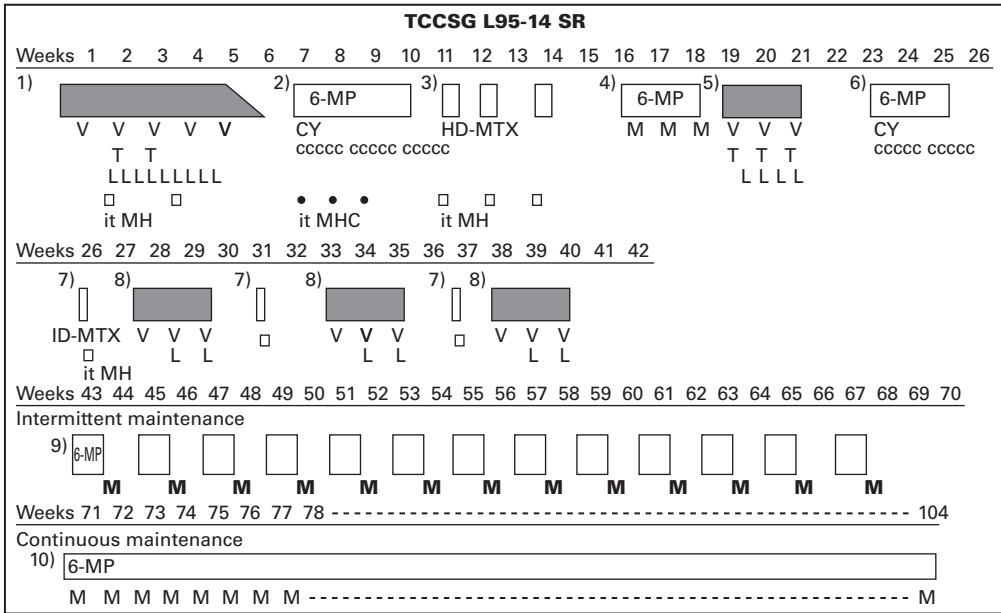 TCCSG L95-14 SR
Weeks 1 2 3 4 5 6 7 8 9 10 11 12 13 14 15 16 17 18 19 20 21 22 23 24 25 26
1) 2) 6-MP 3) 4) 6-MP 5) 6) 6-MP
V V V V V CY HD-MTX M M M V V V CY
T T ccccc ccccc ccccc T T T ccccc ccccc
LLLLLLLLL L L L L
it MH it MHC it MH
Weeks 26 27 28 29 30 31 32 33 34 35 36 37 38 39 40 41 42
7) 8) 7) 8) 7) 8)
ID-MTX V V V V V V V V V
L L L L L L
it MH
Weeks 43 44 45 46 47 48 49 50 51 52 53 54 55 56 57 58 59 60 61 62 63 64 65 66 67 68 69 70
Intermittent maintenance
9) 6-MP
M M M M M M M M M M M M M
Weeks 71 72 73 74 75 76 77 78 - - - - - - - - - - - - - - - - - - - - - - - - - - - - - - - - - - - - - - - - - - - - - - - - - - - - - 104
Continuous maintenance
10) 6-MP
M M M M M M M M - - - - - - - - - - - - - - - - - - - - - - - - - - - - - - - - - - - - - - - - - - - - - - - - - - - - - - - M